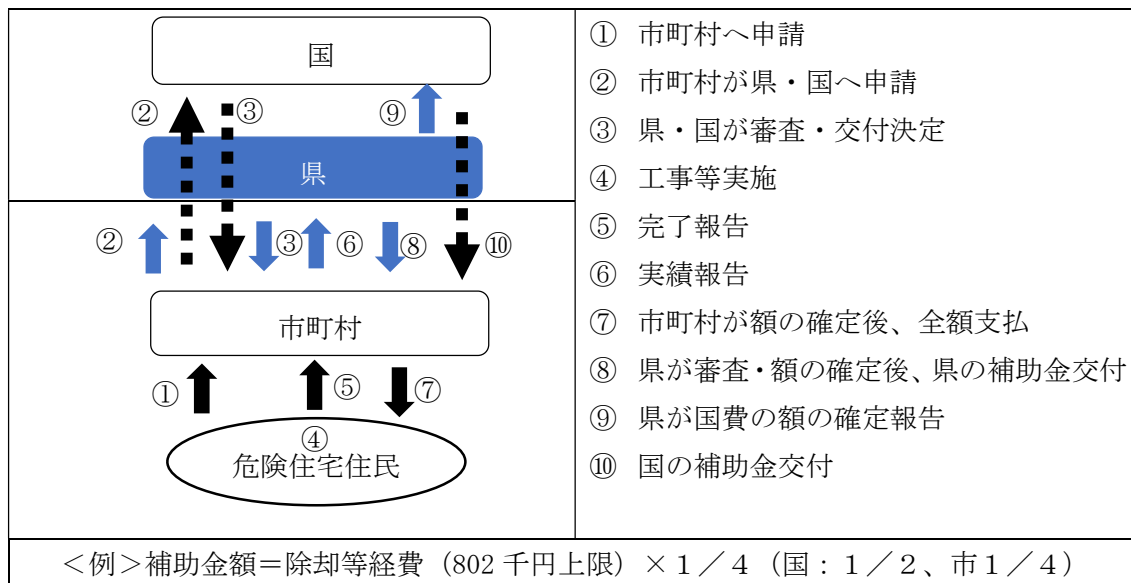 国
②
③
⑨
県
②
③
⑥
⑧
⑩
市町村
①
⑤
⑦
④
危険住宅住民
① 市町村へ申請
② 市町村が県・国へ申請
③ 県・国が審査・交付決定
④ 工事等実施
⑤ 完了報告
⑥ 実績報告
⑦ 市町村が額の確定後、全額支払
⑧ 県が審査・額の確定後、県の補助金交付
⑨ 県が国費の額の確定報告
⑩ 国の補助金交付
<例>補助金額=除却等経費(802 千円上限)×1/4(国:1/2、市1/4)